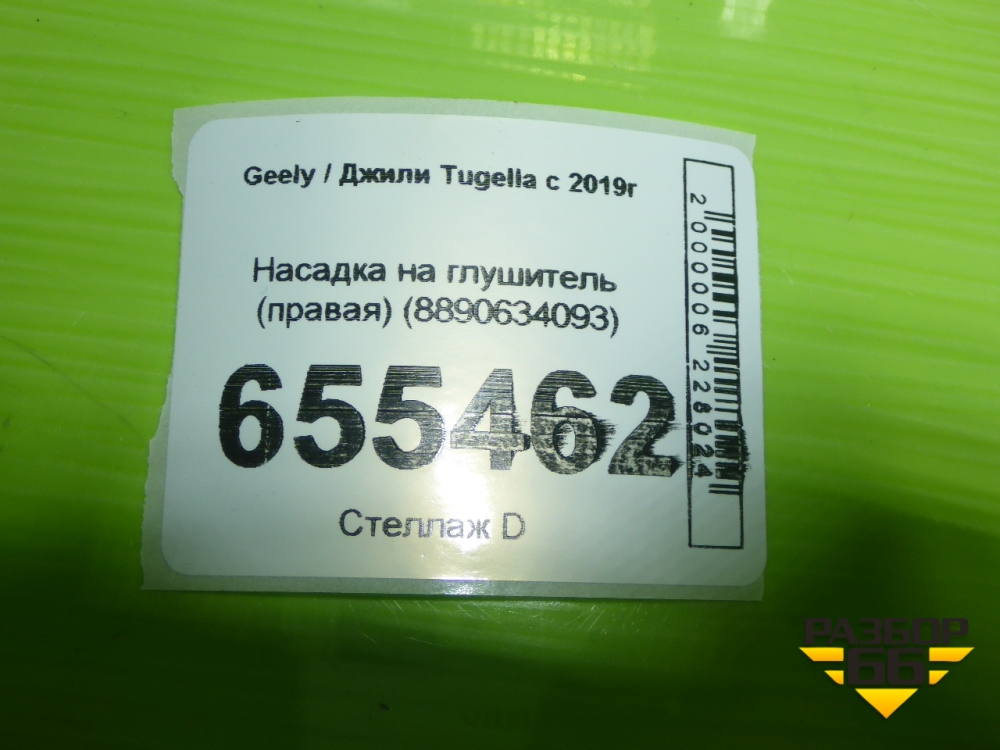 Geely / Джили Tugella с 2019г
Насадка на глушитель
(правая) (8890634093)
655462
Стеллаж D
2000006228024
РАЗБОР
66